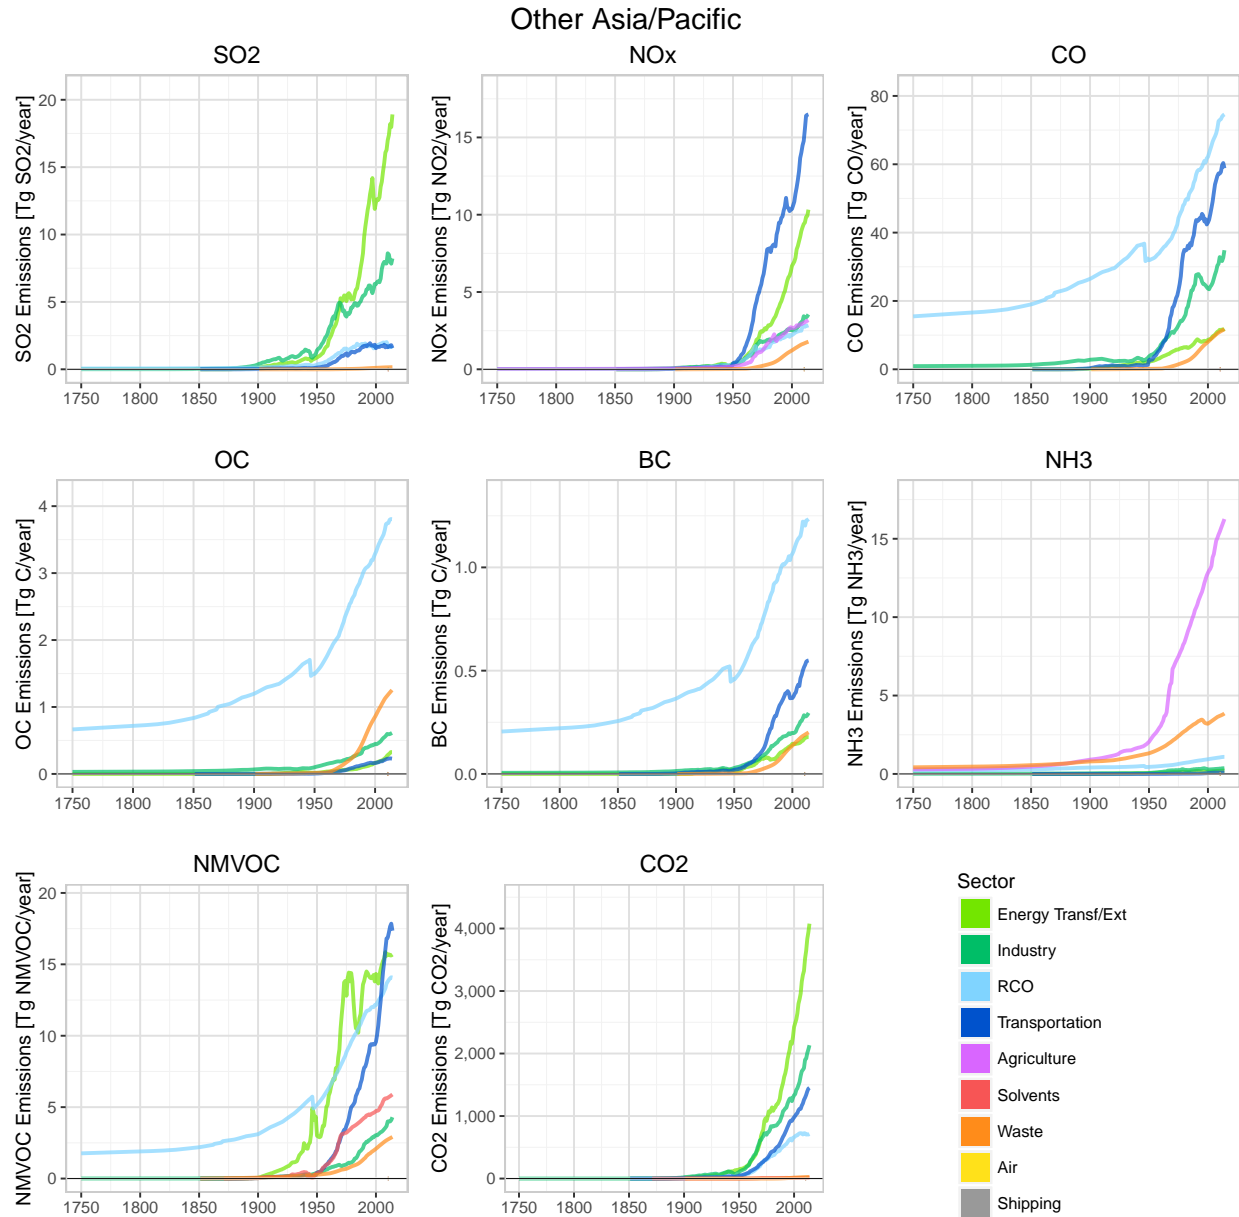 Other Asia/Pacific
SO2
NOx
CO
SO2 Emissions [Tg SO2/year]
20
15
10
5
0
1750 1800 1850 1900 1950 2000
NOx Emissions [Tg NO2/year]
15
10
5
0
1750 1800 1850 1900 1950 2000
CO Emissions [Tg CO/year]
80
60
40
20
0
1750 1800 1850 1900 1950 2000
OC
BC
NH3
OC Emissions [Tg C/year]
4
3
2
1
0
1750 1800 1850 1900 1950 2000
BC Emissions [Tg C/year]
1.0
0.5
0.0
1750 1800 1850 1900 1950 2000
NH3 Emissions [Tg NH3/year]
15
10
5
0
1750 1800 1850 1900 1950 2000
NMVOC
CO2
NMVOC Emissions [Tg NMVOC/year]
20
15
10
5
0
1750 1800 1850 1900 1950 2000
CO2 Emissions [Tg CO2/year]
4,000
3,000
2,000
1,000
0
1750 1800 1850 1900 1950 2000
Sector
Energy Transf/Ext
Industry
RCO
Transportation
Agriculture
Solvents
Waste
Air
Shipping